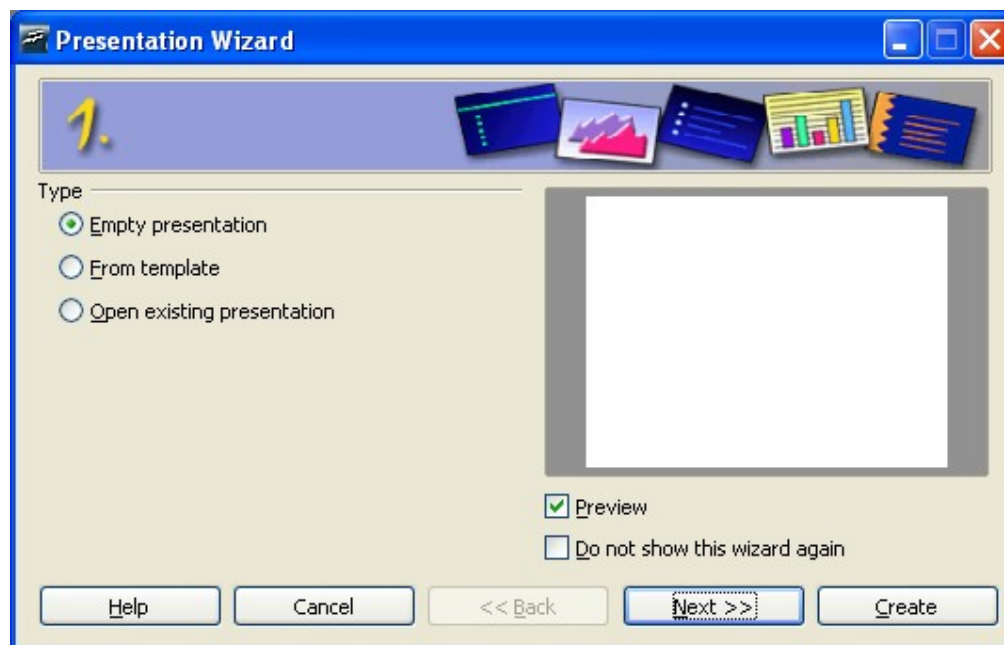 Presentation Wizard
1.
Type
Empty presentation
From template
Open existing presentation
Preview
Do not show this wizard again
Help Cancel << Back Next >> Create